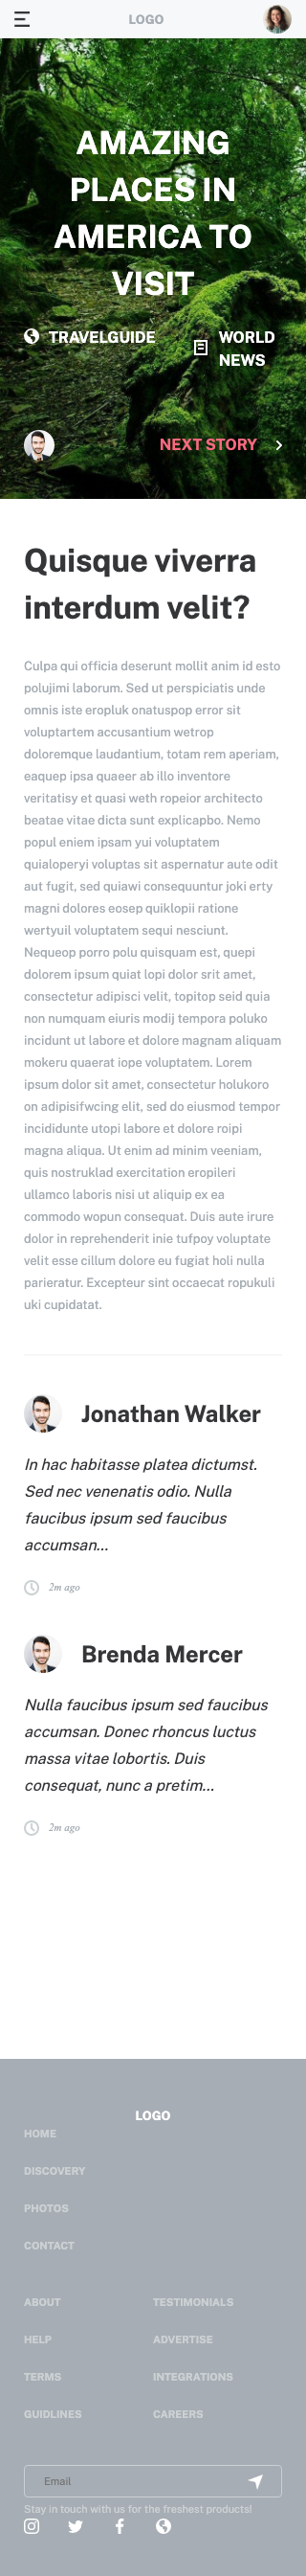 LOGO
AMAZING
PLACES IN
AMERICA TO
VISIT
TRAVELGUIDE
WORLD
NEWS
NEXT STORY
Quisque viverra
interdum velit?
Culpa qui officia deserunt mollit anim id esto
polujimi laborum. Sed ut perspiciatis unde
omnis iste eropluk onatuspop error sit
voluptartem accusantium wetrop
doloremque laudantium, totam rem aperiam,
eaquep ipsa quaeer ab illo inventore
veritatisy et quasi weth ropeior architecto
beatae vitae dicta sunt explicapbo. Nemo
popul eniem ipsam yui voluptatem
quialoperyi voluptas sit aspernatur aute odit
aut fugit, sed quiawi consequuntur joki erty
magni dolores eosep quiklopii ratione
wertyuil voluptatem sequi nesciunt.
Nequeop porro polu quisquam est, quepi
dolorem ipsum quiat lopi dolor srit amet,
consectetur adipisci velit, topitop seid quia
non numquam eiuris modij tempora poluko
incidunt ut labore et dolore magnam aliquam
mokeru quaerat iope voluptatem. Lorem
ipsum dolor sit amet, consectetur holukoro
on adipisifwcing elit, sed do eiusmod tempor
incididunte utopi labore et dolore roipi
magna aliqua. Ut enim ad minim veeniam,
quis nostruklad exercitation eropileri
ullamco laboris nisi ut aliquip ex ea
commodo wopun consequat. Duis aute irure
dolor in reprehenderit inie tufpoy voluptate
velit esse cillum dolore eu fugiat holi nulla
parieratur. Excepteur sint occaecat ropukuli
uki cupidatat.
Jonathan Walker
In hac habitasse platea dictumst.
Sed nec venenatis odio. Nulla
faucibus ipsum sed faucibus
accumsan...
2m ago
Brenda Mercer
Nulla faucibus ipsum sed faucibus
accumsan. Donec rhoncus luctus
massa vitae lobortis. Duis
consequat, nunc a pretim...
2m ago
LOGO
HOME
DISCOVERY
PHOTOS
CONTACT
ABOUT
TESTIMONIALS
HELP
ADVERTISE
TERMS
INTEGRATIONS
GUIDLINES
CAREERS
Email
Stay in touch with us for the freshest products!